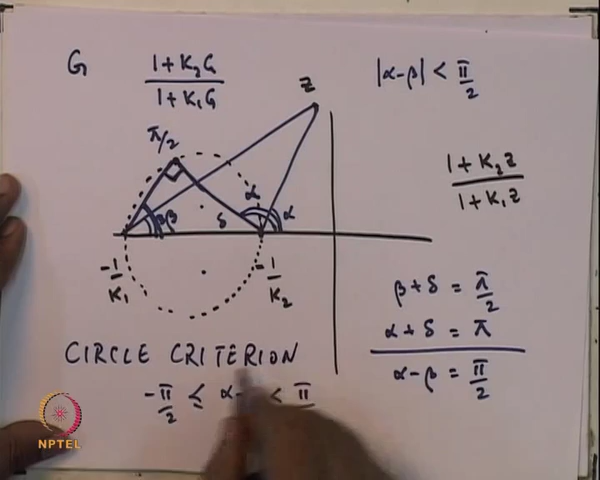 G
1+K₂G
1+K₁G
|α-β| < π
2
Z
π/2
1+K₂z
1+K₁z
α
α
β
β
δ
-1
K₁
-1
K₂
β+δ = π
2
α+δ = π
α-β = π
2
CIRCLE CRITERION
-π ≤ α- < π
2
NPTEL